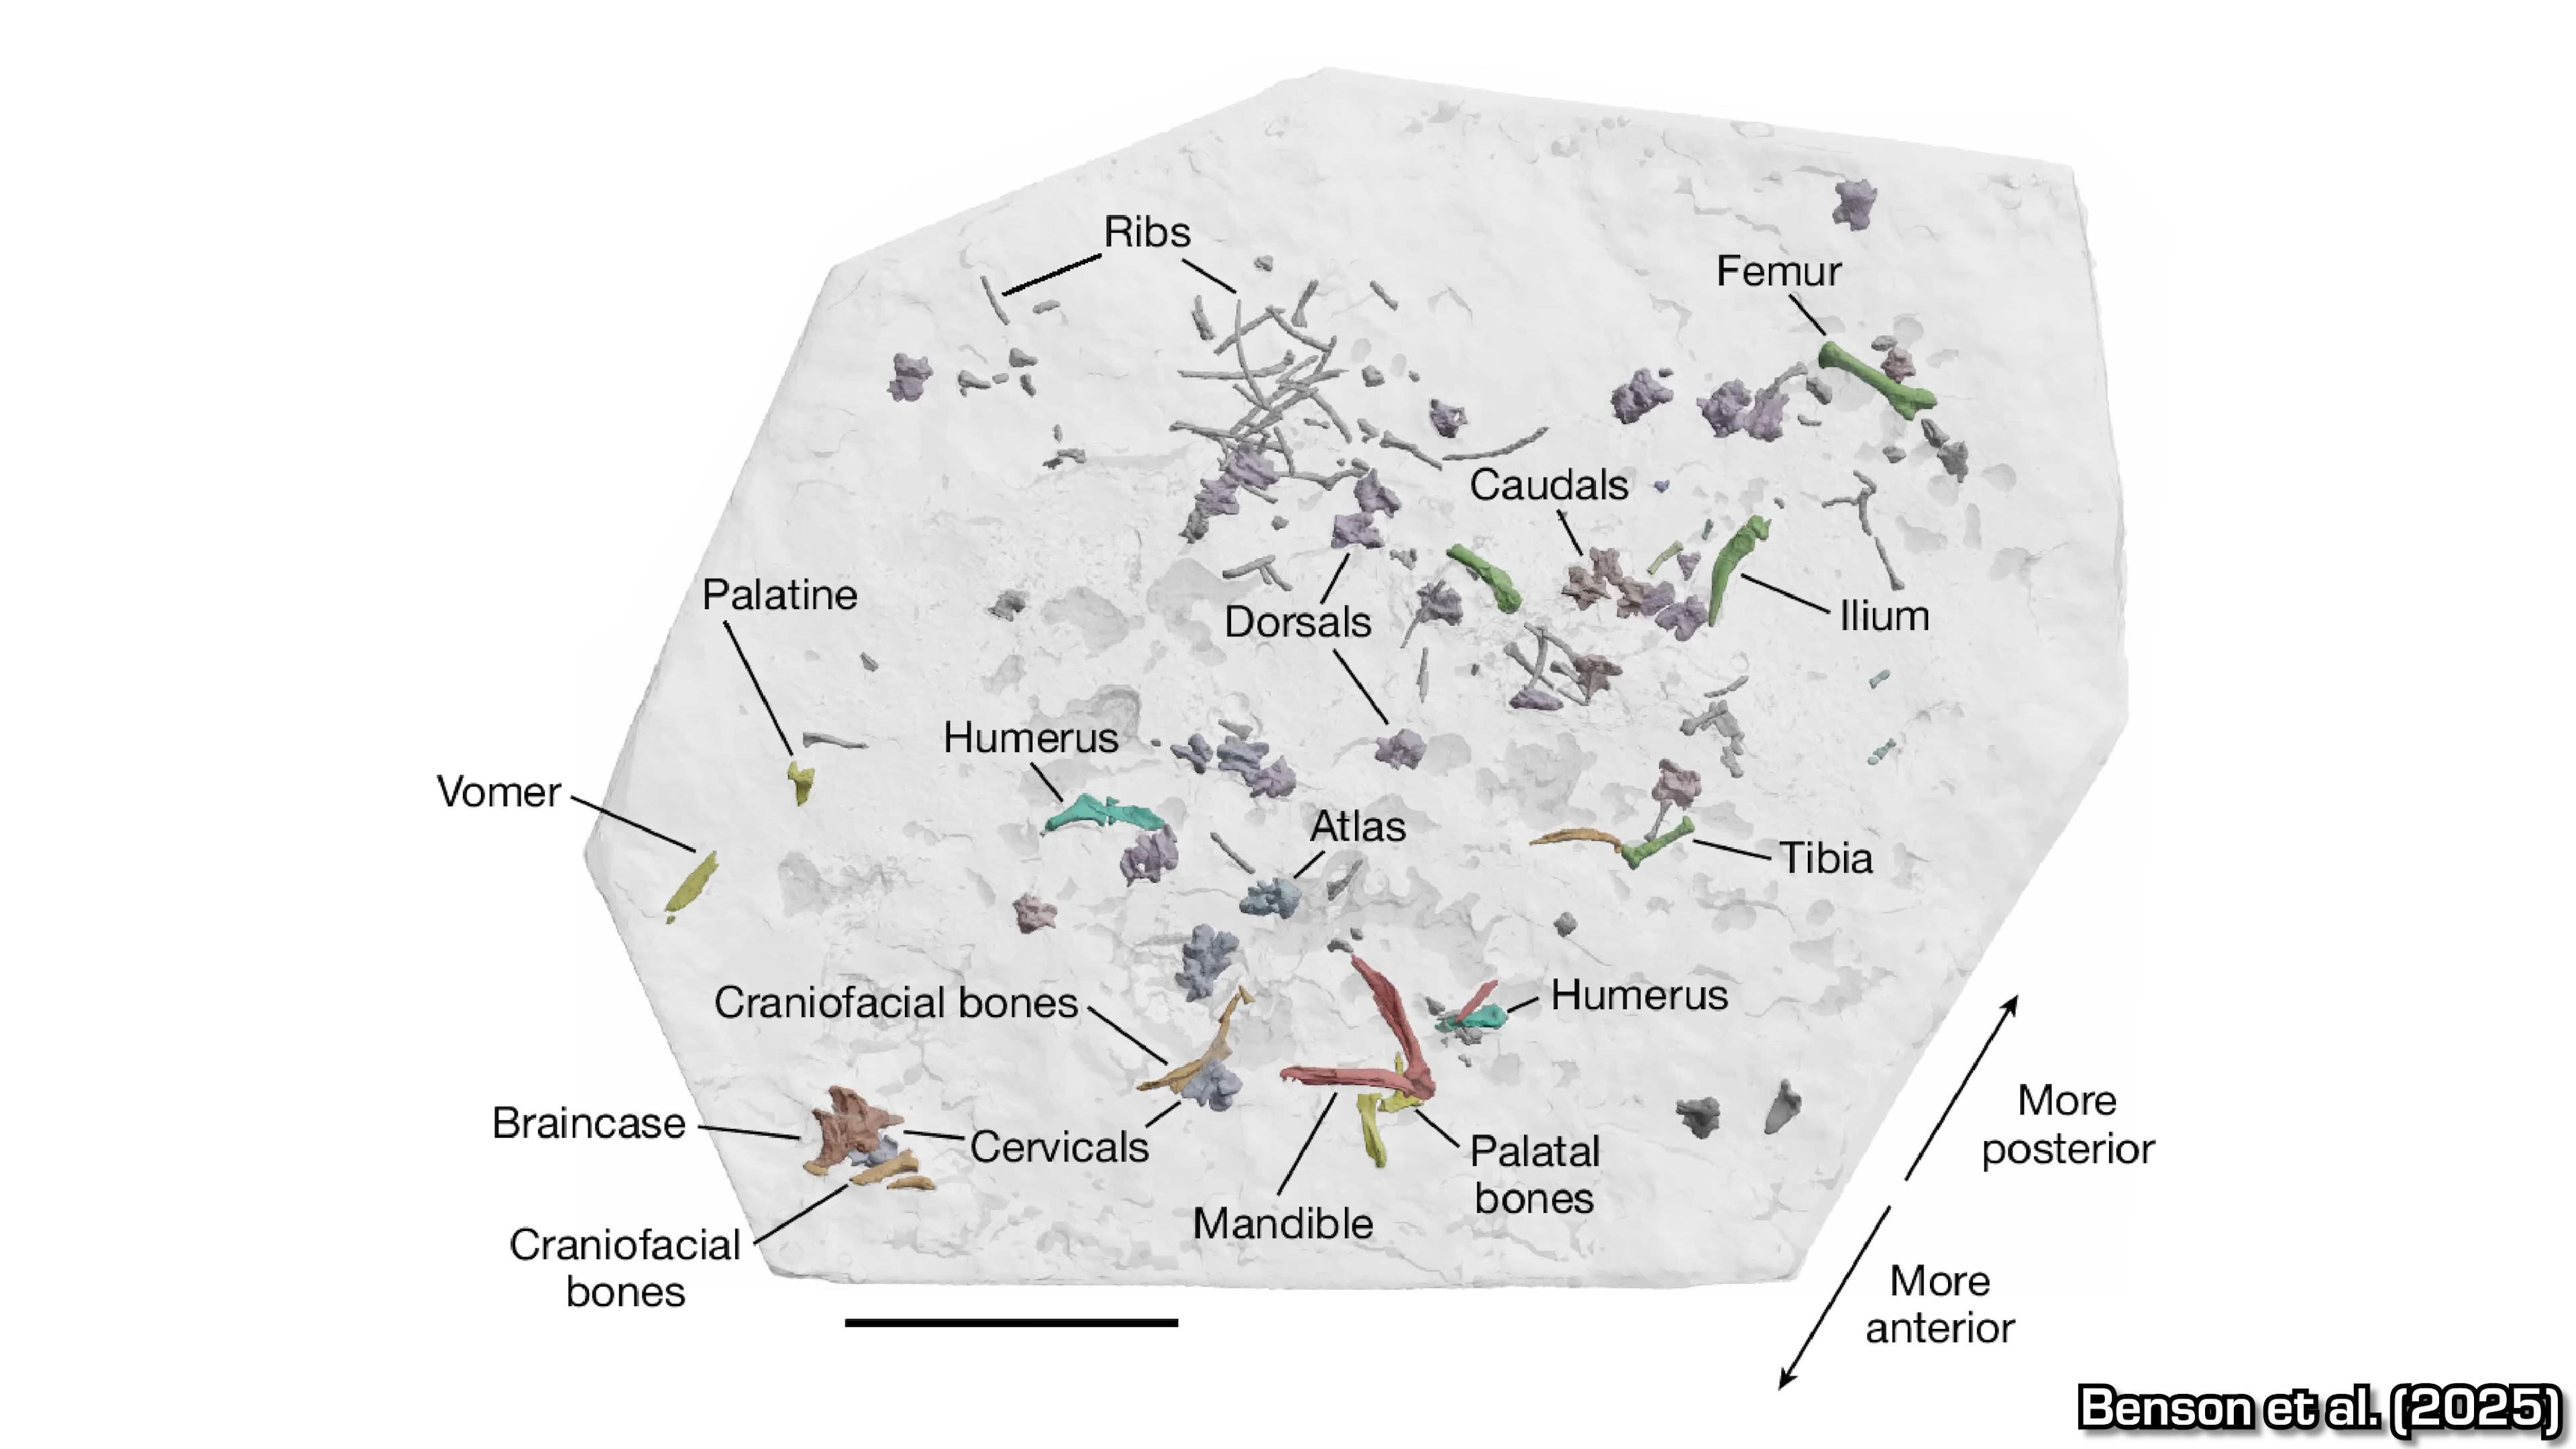 Ribs
Femur
Caudals
Palatine
Dorsals
Ilium
Humerus
Vomer
Atlas
Tibia
Craniofacial bones
Humerus
Braincase
Cervicals
Palatal
bones
More
posterior
Mandible
Craniofacial
bones
More
anterior
Benson et al. (2025)